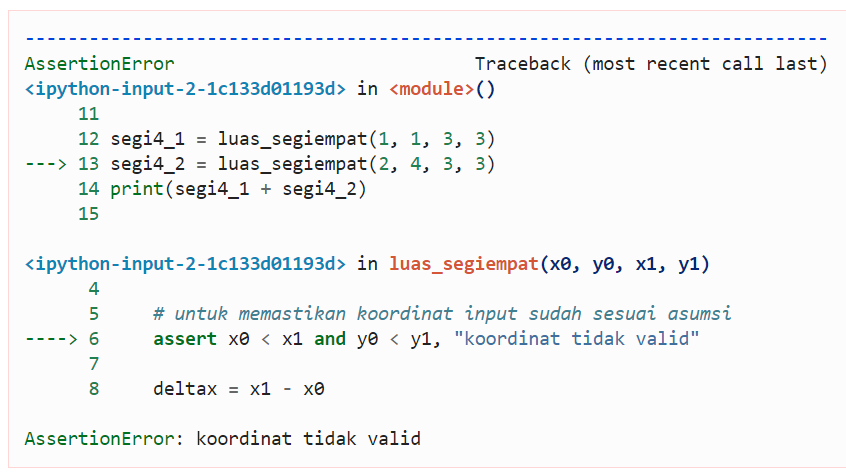 ---------------------------------------------------------------------------
AssertionError                            Traceback (most recent call last)
<ipython-input-2-1c133d01193d> in <module>()
     11
     12 segi4_1 = luas_segiempat(1, 1, 3, 3)
---> 13 segi4_2 = luas_segiempat(2, 4, 3, 3)
     14 print(segi4_1 + segi4_2)
     15
<ipython-input-2-1c133d01193d> in luas_segiempat(x0, y0, x1, y1)
      4
      5     # untuk memastikan koordinat input sudah sesuai asumsi
----> 6     assert x0 < x1 and y0 < y1, "koordinat tidak valid"
      7
      8     deltax = x1 - x0
AssertionError: koordinat tidak valid